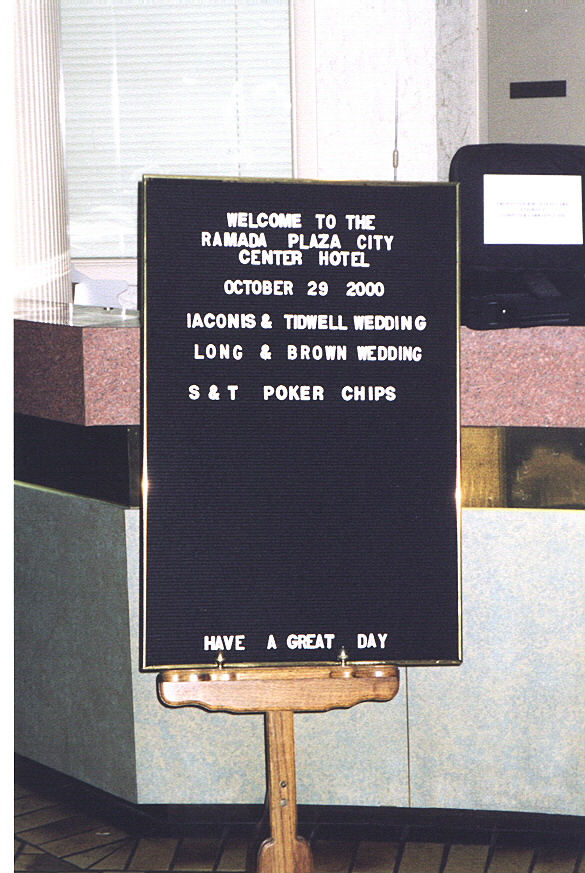 WELCOME TO THE
RAMADA PLAZA CITY
CENTER HOTEL
OCTOBER 29 2000
IACONIS & TIDWELL WEDDING
LONG & BROWN WEDDING
S & T POKER CHIPS
HAVE A GREAT DAY